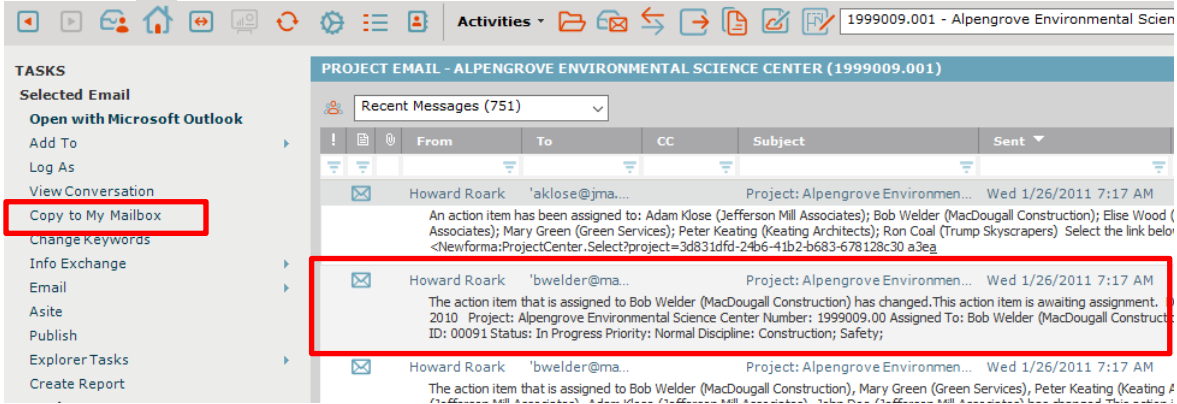 Activities
1999009.001 - Alpengrove Environmental Scien
TASKS
Selected Email
Open with Microsoft Outlook
Add To
Log As
View Conversation
Copy to My Mailbox
Change Keywords
Info Exchange
Email
Asite
Publish
Explorer Tasks
Create Report
PROJECT EMAIL - ALPENGROVE ENVIRONMENTAL SCIENCE CENTER (1999009.001)
Recent Messages (751)
! From To CC Subject Sent
Howard Roark 'aklose@jma... Project: Alpengrove Environmen... Wed 1/26/2011 7:17 AM
An action item has been assigned to: Adam Klose (Jefferson Mill Associates); Bob Welder (MacDougall Construction); Elise Wood (
Associates); Mary Green (Green Services); Peter Keating (Keating Architects); Ron Coal (Trump Skyscrapers) Select the link belo
<Newforma:ProjectCenter.Select?project=3d831dfd-24b6-41b2-b683-678128c30 a3ea
Howard Roark 'bwelder@ma... Project: Alpengrove Environmen... Wed 1/26/2011 7:17 AM
The action item that is assigned to Bob Welder (MacDougall Construction) has changed.This action item is awaiting assignment.
2010 Project: Alpengrove Environmental Science Center Number: 1999009.00 Assigned To: Bob Welder (MacDougall Constructi
ID: 00091 Status: In Progress Priority: Normal Discipline: Construction; Safety;
Howard Roark 'bwelder@ma... Project: Alpengrove Environmen... Wed 1/26/2011 7:17 AM
The action item that is assigned to Bob Welder (MacDougall Construction), Mary Green (Green Services), Peter Keating (Keating A